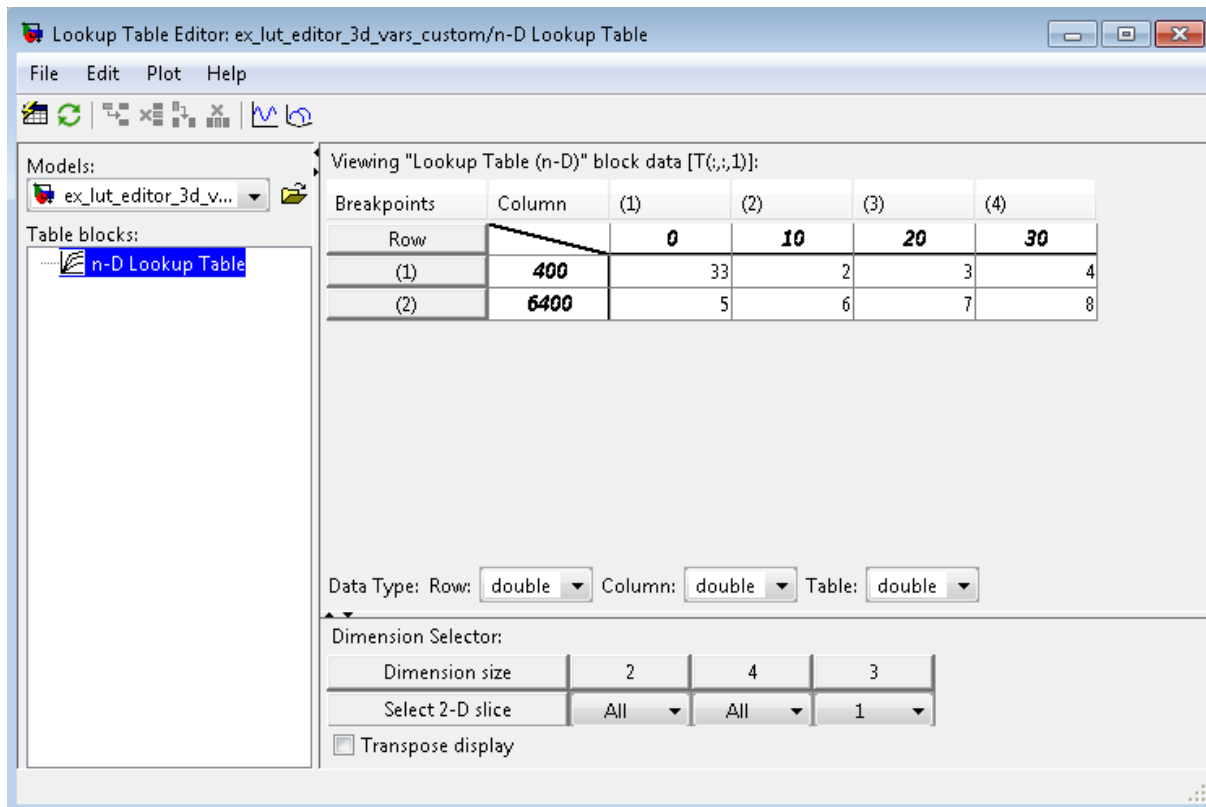 Lookup Table Editor: ex_lut_editor_3d_vars_custom/n-D Lookup Table
File Edit Plot Help
Models:
ex_lut_editor_3d_v...
Table blocks:
n-D Lookup Table
Viewing "Lookup Table (n-D)" block data [T(:,:,1)]:
Breakpoints Column (1) (2) (3) (4)
Row 0 10 20 30
(1) 400 33 2 3 4
(2) 6400 5 6 7 8
Data Type: Row: double Column: double Table: double
Dimension Selector:
Dimension size 2 4 3
Select 2-D slice All All 1
Transpose display